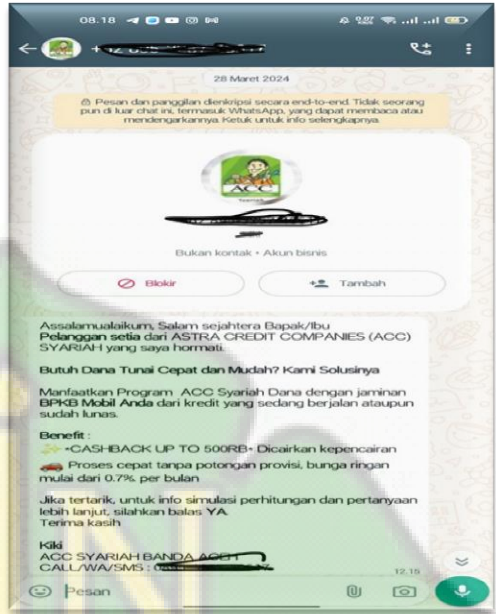 08.18
28 Maret 2024
Pesan dan panggilan dienkripsi secara end-to-end. Tidak seorang
pun di luar chat ini, termasuk WhatsApp, yang dapat membaca atau
mendengarkannya. Ketuk untuk info selengkapnya.
ACC
Bukan kontak • Akun bisnis
Blokir
Tambah
Assalamualaikum, Salam sejahtera Bapak/Ibu
Pelanggan setia dari ASTRA CREDIT COMPANIES (ACC)
SYARIAH yang saya hormati.
Butuh Dana Tunai Cepat dan Mudah? Kami Solusinya
Manfaatkan Program ACC Syariah Dana dengan jaminan
BPKB Mobil Anda dari kredit yang sedang berjalan ataupun
sudah lunas.
Benefit :
•CASHBACK UP TO 500RB• Dicairkan kepencairan
Proses cepat tanpa potongan provisi, bunga ringan
mulai dari 0.7% per bulan
Jika tertarik, untuk info simulasi perhitungan dan pertanyaan
lebih lanjut, silahkan balas YA.
Terima kasih
Kiki
ACC SYARIAH BANDA ACEH
CALL/WA/SMS :
12.15
Pesan